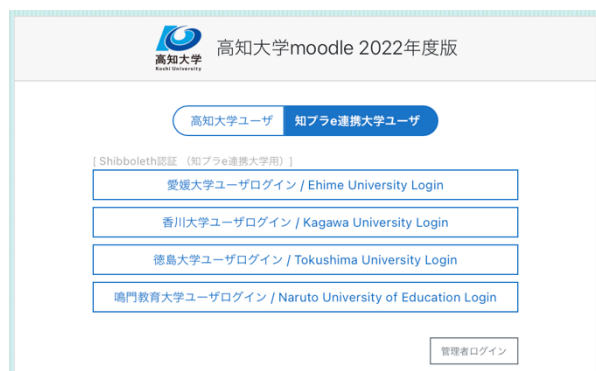 高知大学
Kochi University
高知大学moodle 2022年度版
高知大学ユーザ
知プラe連携大学ユーザ
[ Shibboleth認証 （知プラe連携大学用）]
愛媛大学ユーザログイン / Ehime University Login
香川大学ユーザログイン / Kagawa University Login
徳島大学ユーザログイン / Tokushima University Login
鳴門教育大学ユーザログイン / Naruto University of Education Login
管理者ログイン